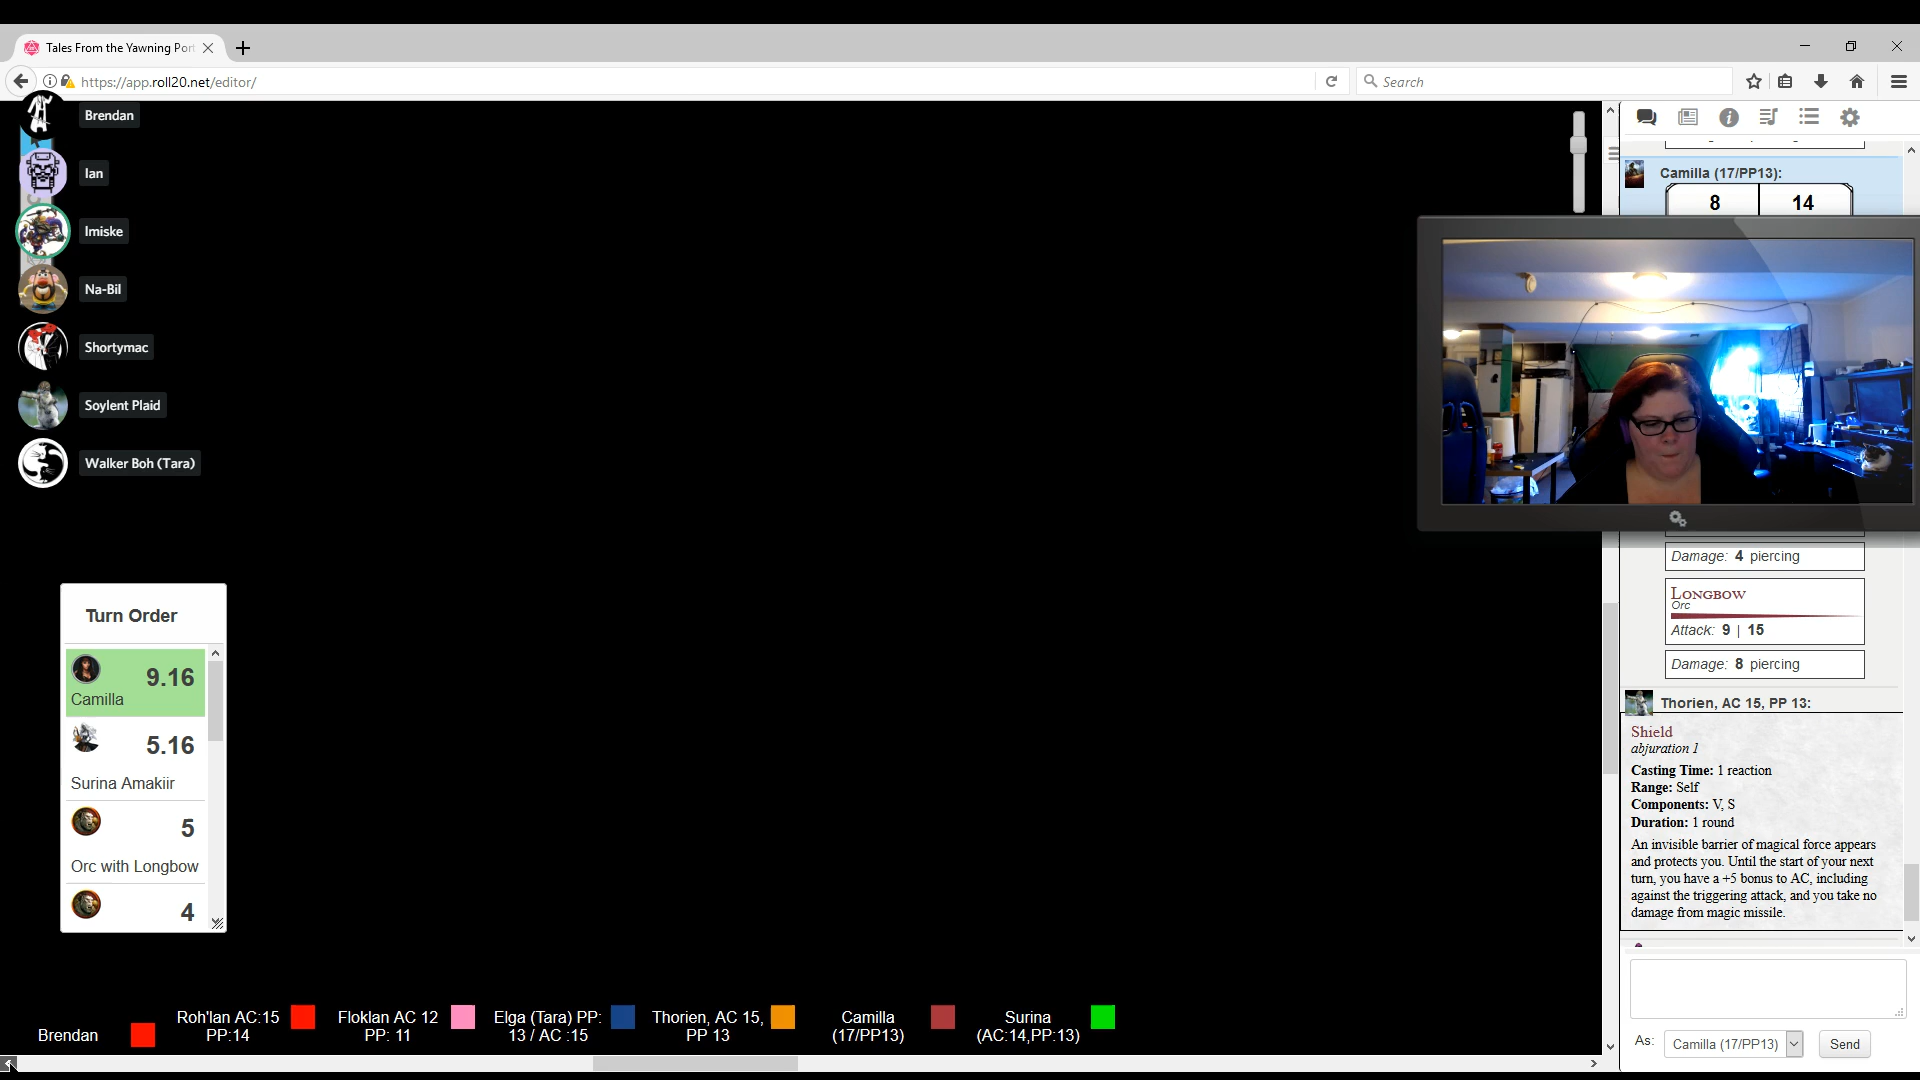 Tales From the Yawning Port
https://app.roll20.net/editor/
Search
Brendan
Ian
Imiske
Na-Bil
Shortymac
Soylent Plaid
Walker Boh (Tara)
Turn Order
9.16
Camilla
5.16
Surina Amakiir
5
Orc with Longbow
4
Brendan
Roh'lan AC:15
PP:14
Floklan AC 12
PP: 11
Elga (Tara) PP:
13 / AC :15
Thorien, AC 15,
PP 13
Camilla
(17/PP13)
Surina
(AC:14,PP:13)
Camilla (17/PP13):
8 14
Damage: 4 piercing
Longbow
Orc
Attack: 9 | 15
Damage: 8 piercing
Thorien, AC 15, PP 13:
Shield
abjuration 1
Casting Time: 1 reaction
Range: Self
Components: V, S
Duration: 1 round
An invisible barrier of magical force appears
and protects you. Until the start of your next
turn, you have a +5 bonus to AC, including
against the triggering attack, and you take no
damage from magic missile.
As:
Camilla (17/PP13)
Send